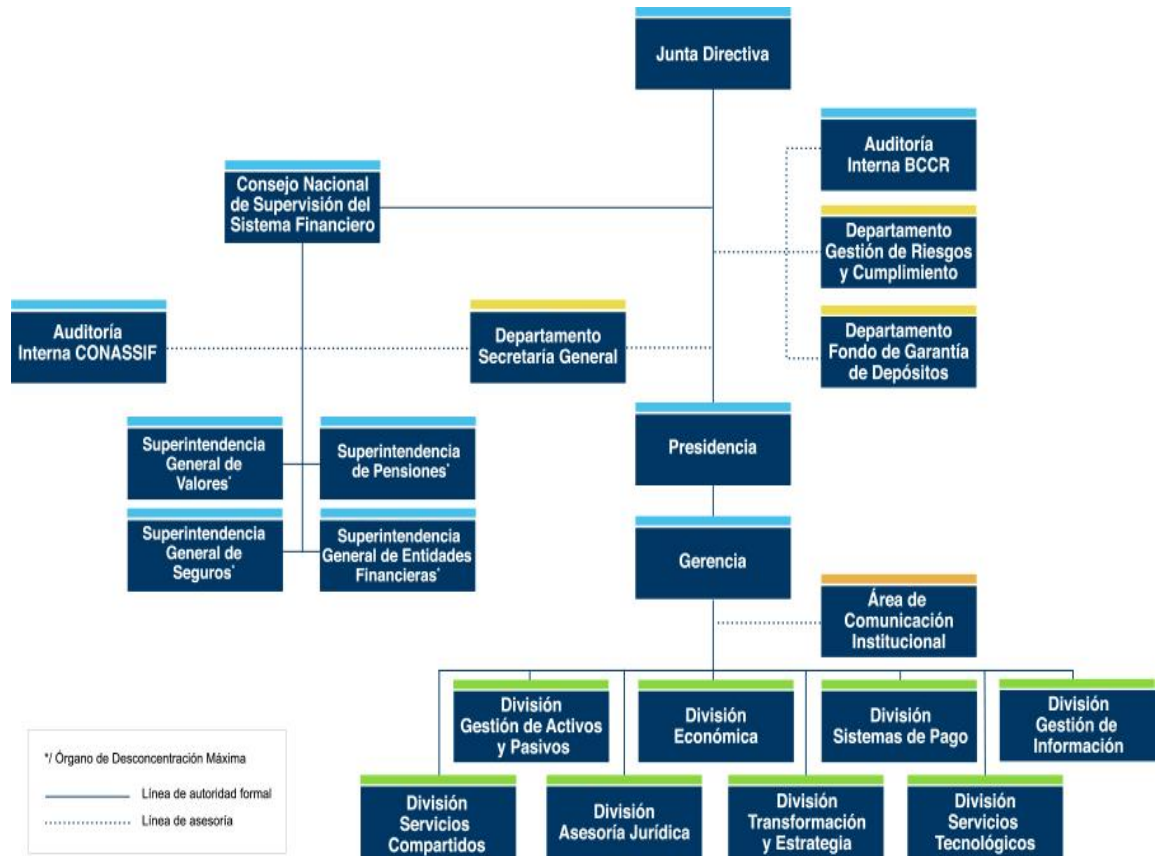 Junta Directiva
Auditoría
Interna BCCR
Consejo Nacional
de Supervisión del
Sistema Financiero
Departamento
Gestión de Riesgos
y Cumplimiento
Auditoría
Interna CONASSIF
Departamento
Secretaría General
Departamento
Fondo de Garantía
de Depósitos
Superintendencia
General de
Valores*
Superintendencia
de Pensiones*
Presidencia
Superintendencia
General de
Seguros*
Superintendencia
General de Entidades
Financieras*
Gerencia
Área de
Comunicación
Institucional
División
Gestión de Activos
y Pasivos
División
Económica
División
Sistemas de Pago
División
Gestión de
Información
División
Servicios
Compartidos
División
Asesoría Jurídica
División
Transformación
y Estrategia
División
Servicios
Tecnológicos
*/ Órgano de Desconcentración Máxima
Línea de autoridad formal
Línea de asesoría